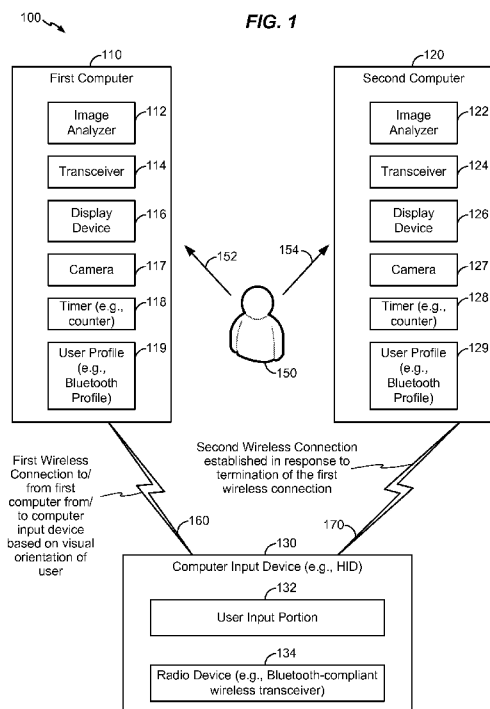 100
FIG. 1
110
First Computer
Image
Analyzer
112
Transceiver
114
Display
Device
116
Camera
117
Timer (e.g.,
counter)
118
User Profile (e.g.,
Bluetooth
Profile)
119
120
Second Computer
Image
Analyzer
122
Transceiver
124
Display
Device
126
Camera
127
Timer (e.g.,
counter)
128
User Profile (e.g.,
Bluetooth
Profile)
129
152
154
150
First Wireless
Connection to/
from first
computer from/
to computer
input device
based on visual
orientation of
user
160
Second Wireless Connection
established in response to
termination of the first
wireless connection
170
130
Computer Input Device (e.g., HID)
132
User Input Portion
134
Radio Device (e.g., Bluetooth-compliant
wireless transceiver)